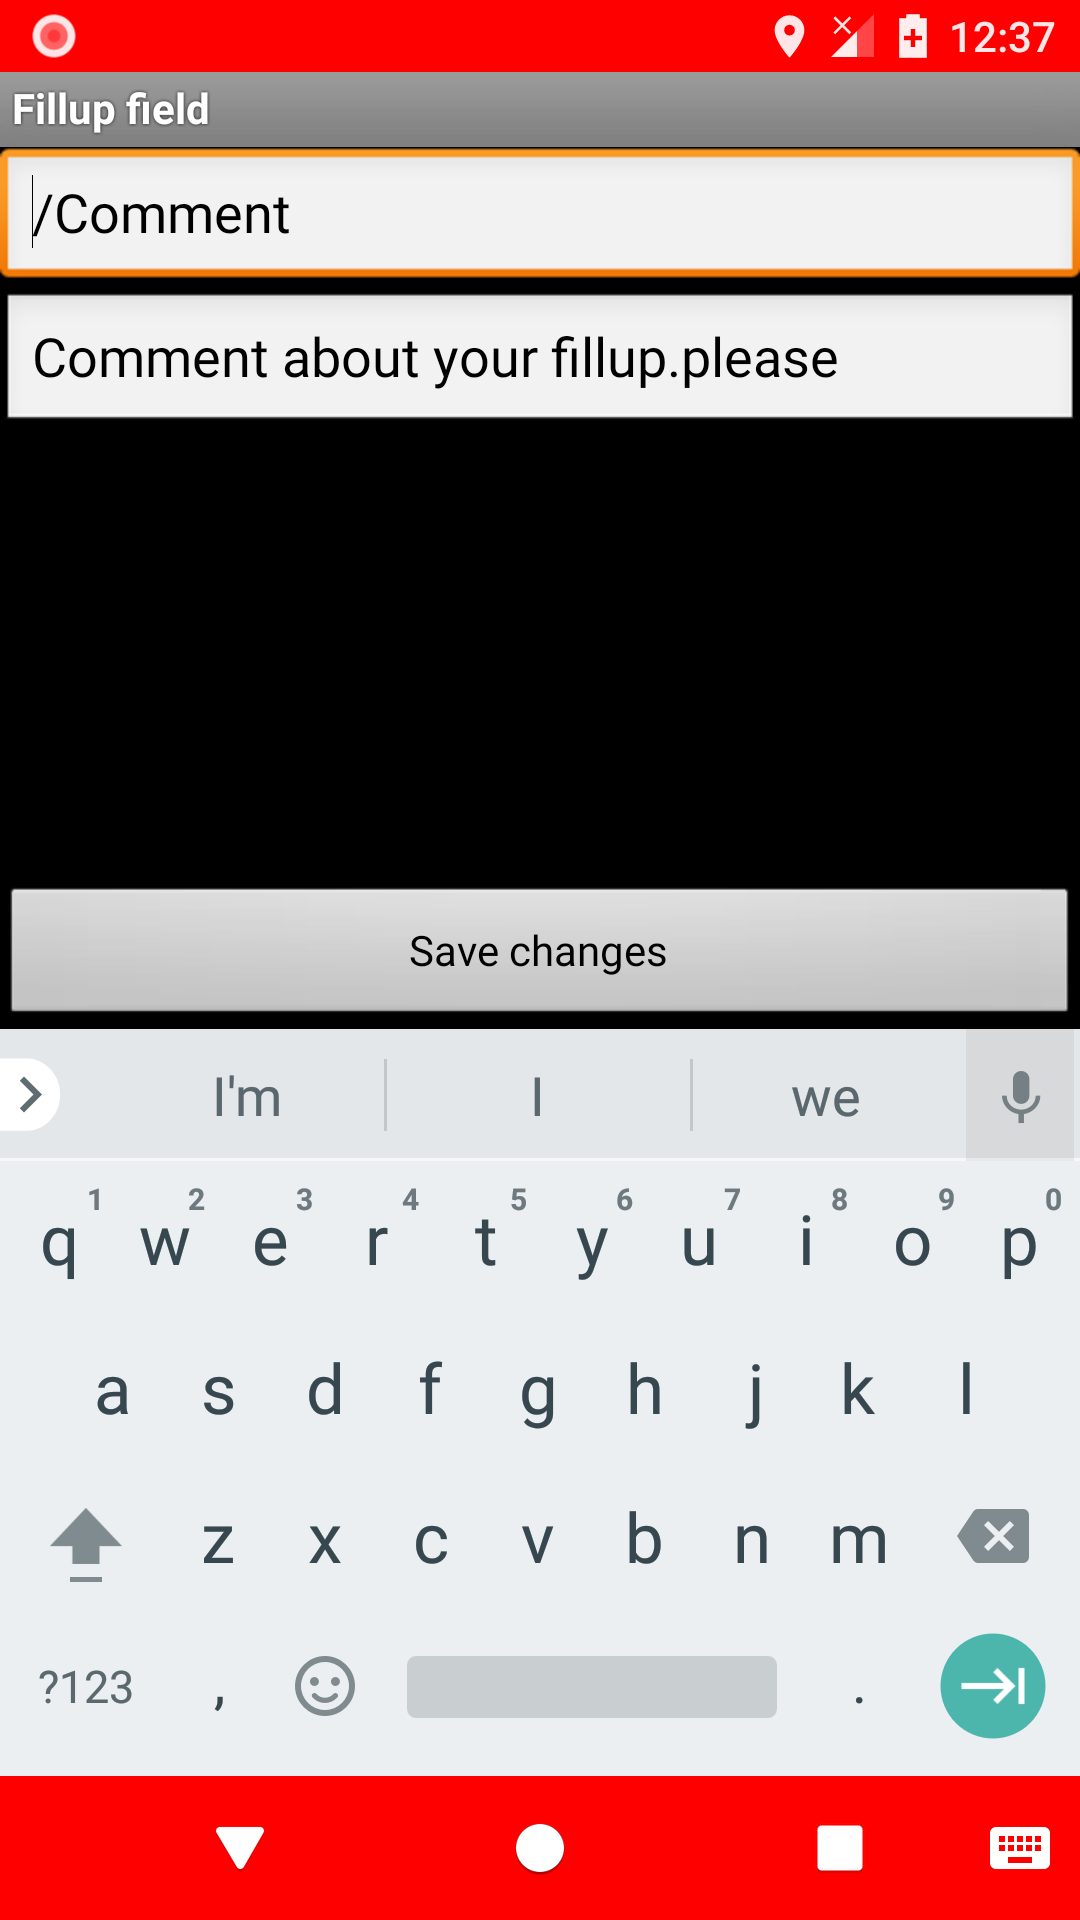 12:37
Fillup field
/Comment
Comment about your fillup.please
Save changes
I'm I we
1 2 3 4 5 6 7 8 9 0
q w e r t y u i o p
a s d f g h j k l
z x c v b n m
?123 , .